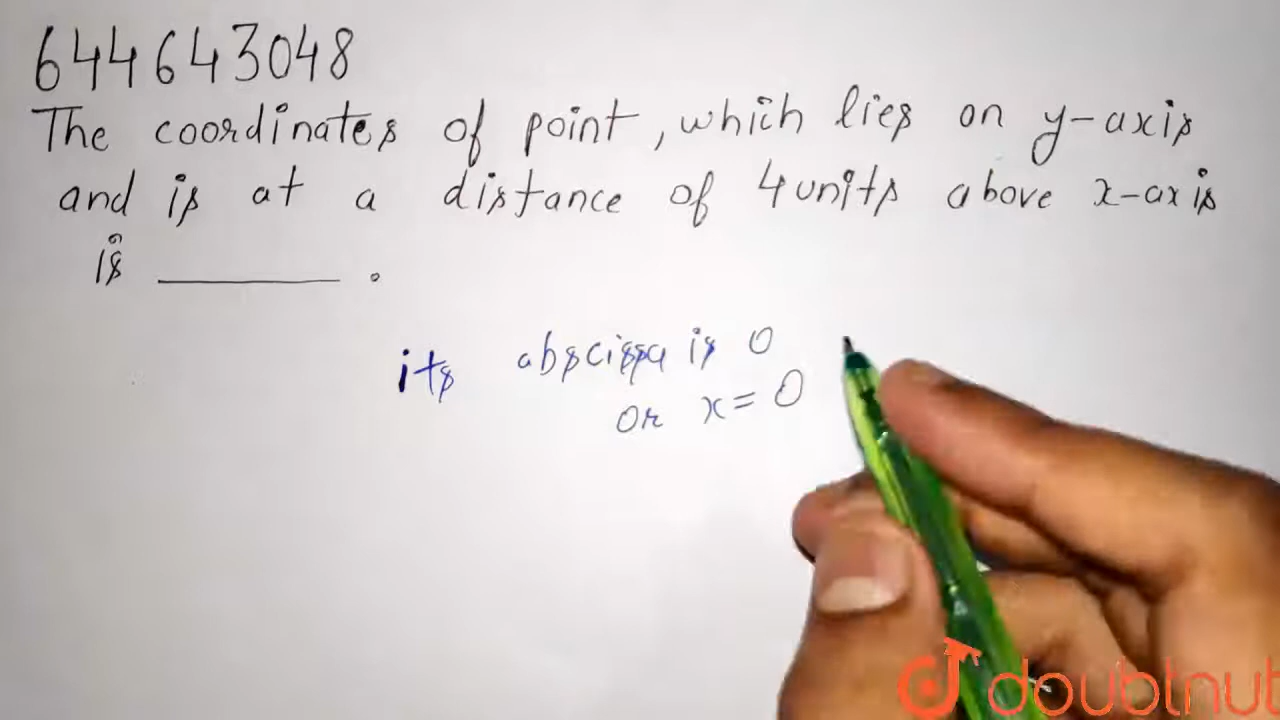 644643048
The coordinates of point, which lies on y-axis
and is at a distance of 4 units above x-axis
is ________ .
its abscissa is 0
or x = 0
doubtnut